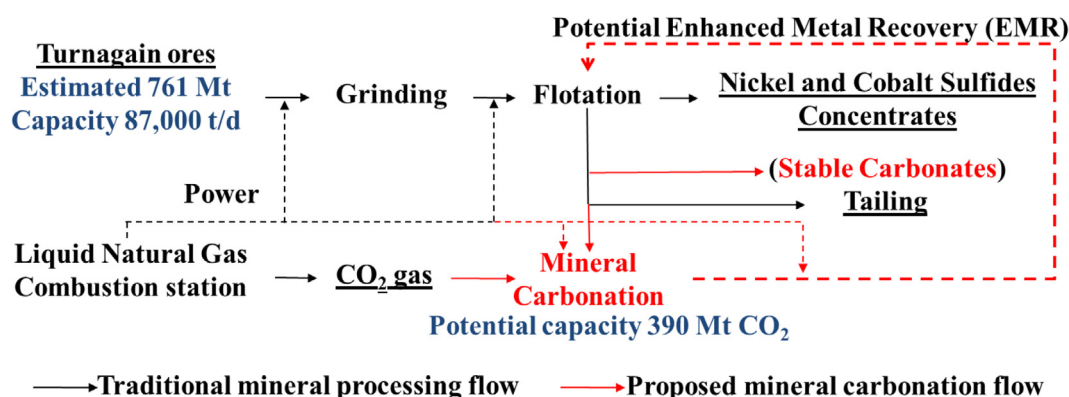 Potential Enhanced Metal Recovery (EMR)
Turnagain ores
Estimated 761 Mt
Capacity 87,000 t/d
Grinding
Flotation
Nickel and Cobalt Sulfides
Concentrates
(Stable Carbonates)
Tailing
Power
Liquid Natural Gas
Combustion station
CO2 gas
Mineral
Carbonation
Potential capacity 390 Mt CO2
Traditional mineral processing flow
Proposed mineral carbonation flow